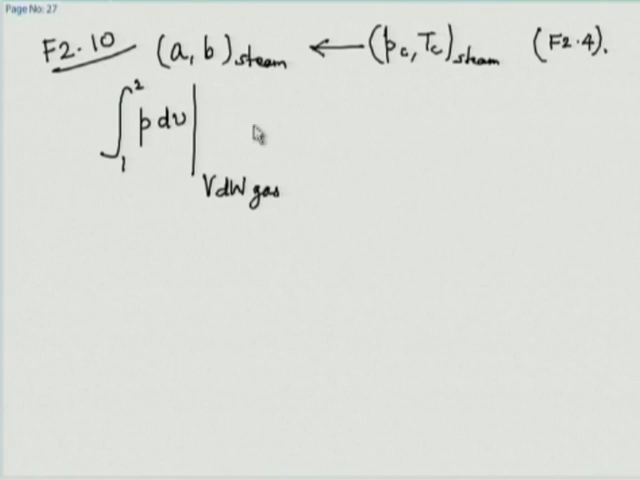 Page No: 27
F2.10 (a, b)steam ← (pc, Tc)steam (F2.4).
∫₁² p dv | VdW gas